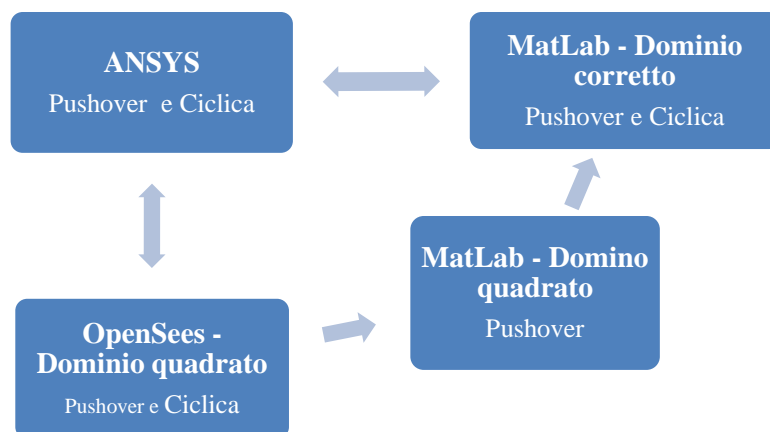 ANSYS
Pushover e Ciclica
MatLab - Dominio
corretto
Pushover e Ciclica
MatLab - Domino
quadrato
Pushover
OpenSees -
Dominio quadrato
Pushover e Ciclica